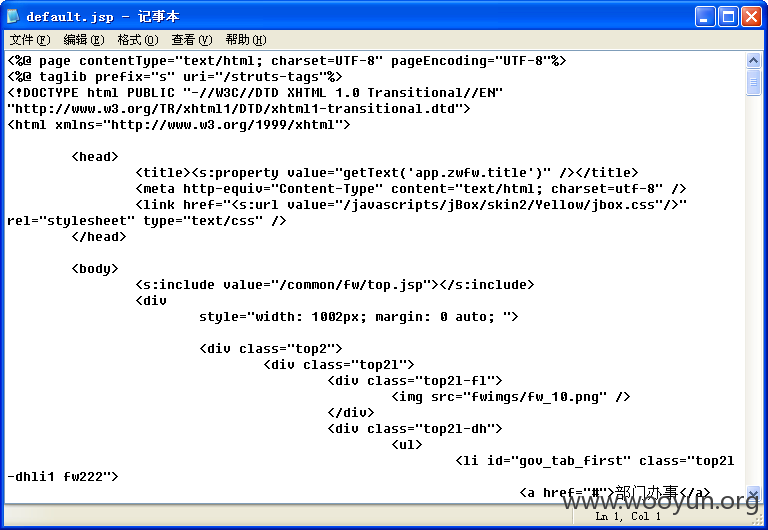 default.jsp - 记事本
文件(F) 编辑(E) 格式(O) 查看(V) 帮助(H)
<%@ page contentType="text/html; charset=UTF-8" pageEncoding="UTF-8"%>
<%@ taglib prefix="s" uri="/struts-tags"%>
<!DOCTYPE html PUBLIC "-//W3C//DTD XHTML 1.0 Transitional//EN"
"http://www.w3.org/TR/xhtml1/DTD/xhtml1-transitional.dtd">
<html xmlns="http://www.w3.org/1999/xhtml">
<head>
<title><s:property value="getText('app.zwfw.title')" /></title>
<meta http-equiv="Content-Type" content="text/html; charset=utf-8" />
<link href="<s:url value="/javascripts/jBox/skin2/Yellow/jbox.css"/>"
rel="stylesheet" type="text/css" />
</head>
<body>
<s:include value="/common/fw/top.jsp"></s:include>
<div
style="width: 1002px; margin: 0 auto; ">
<div class="top2">
<div class="top2l">
<div class="top2l-fl">
<img src="fwimgs/fw_10.png" />
</div>
<div class="top2l-dh">
<ul>
<li id="gov_tab_first" class="top2l
-dhli1 fw222">
<a href="#">部门办事</a>
www.wooyun.org
Ln 1, Col 1